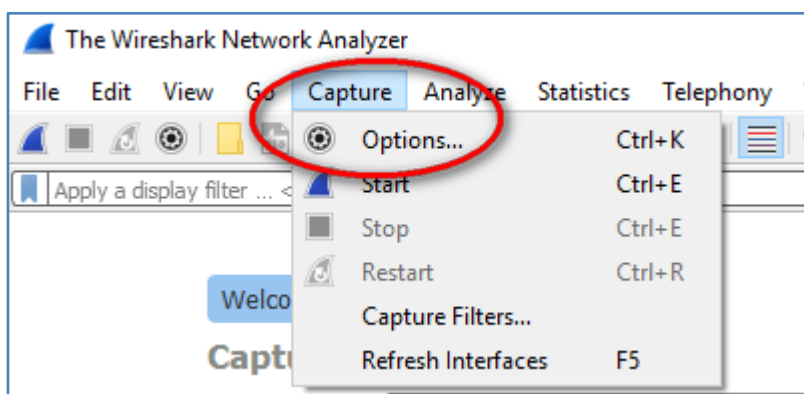 The Wireshark Network Analyzer
File Edit View Go Capture Analyze Statistics Telephony
Options... Ctrl+K
Apply a display filter ... <
Start Ctrl+E
Stop Ctrl+E
Restart Ctrl+R
Welco
Capture Filters...
Capt
Refresh Interfaces F5